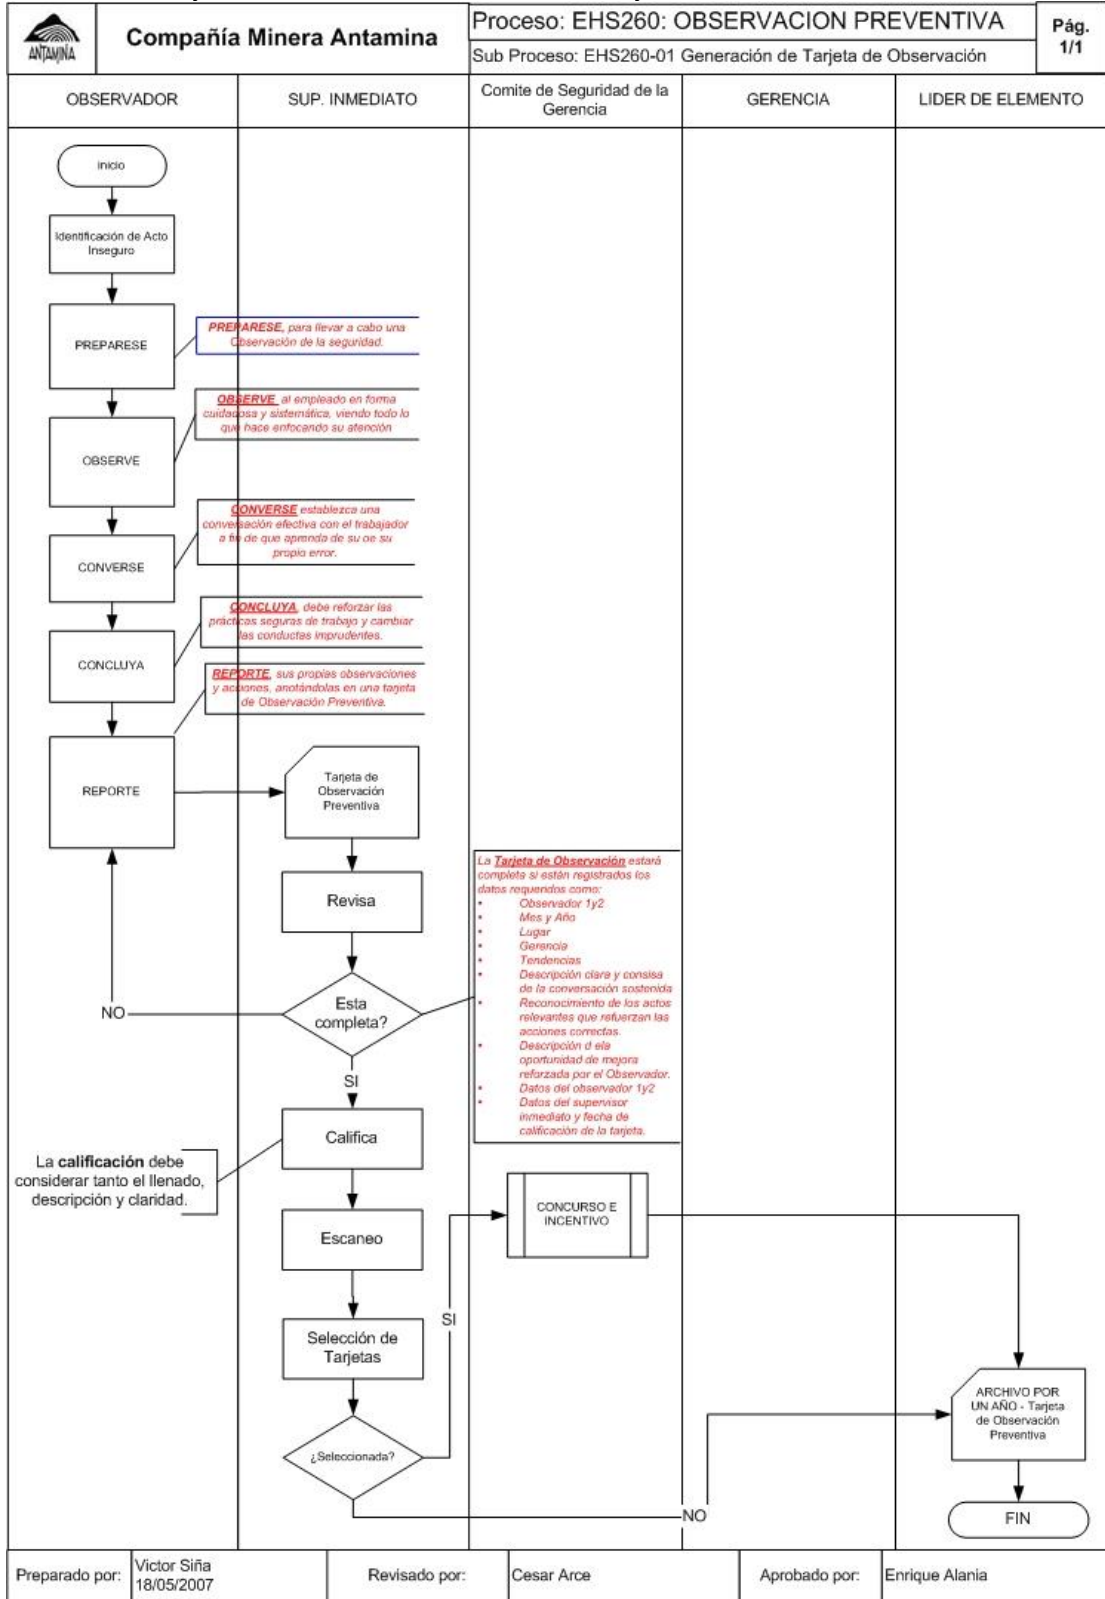 ANTAMINA
Compañía Minera Antamina
Proceso: EHS260: OBSERVACION PREVENTIVA
Sub Proceso: EHS260-01 Generación de Tarjeta de Observación
Pág.
1/1
OBSERVADOR
SUP. INMEDIATO
Comite de Seguridad de la
Gerencia
GERENCIA
LIDER DE ELEMENTO
inicio
Identificación de Acto
Inseguro
PREPARESE
PREPARESE, para llevar a cabo una
Observación de la seguridad.
OBSERVE
OBSERVE al empleado en forma
cuidadosa y sistemática, viendo todo lo
que hace enfocando su atención
CONVERSE
CONVERSE establezca una
conversación efectiva con el trabajador
a fin de que aprenda de su oe su
propio error.
CONCLUYA
CONCLUYA, debe reforzar las
prácticas seguras de trabajo y cambiar
las conductas imprudentes.
REPORTE
REPORTE, sus propias observaciones
y acciones, anotándolas en una tarjeta
de Observación Preventiva.
Tarjeta de
Observación
Preventiva
Revisa
Esta
completa?
NO
SI
La Tarjeta de Observación estará
completa si están registrados los
datos requeridos como:
• Observador 1y2
• Mes y Año
• Lugar
• Gerencia
• Tendencias
• Descripción clara y consisa
de la conversación sostenida
• Reconocimiento de los actos
relevantes que refuerzan las
acciones correctas.
• Descripción d ela
oportunidad de mejora
reforzada por el Observador.
• Datos del observador 1y2
• Datos del supervisor
inmediato y fecha de
calificación de la tarjeta.
Califica
La calificación debe
considerar tanto el llenado,
descripción y claridad.
Escaneo
Selección de
Tarjetas
¿Seleccionada?
SI
NO
CONCURSO E
INCENTIVO
ARCHIVO POR
UN AÑO - Tarjeta
de Observación
Preventiva
FIN
Preparado por:
Victor Siña
18/05/2007
Revisado por:
Cesar Arce
Aprobado por:
Enrique Alania